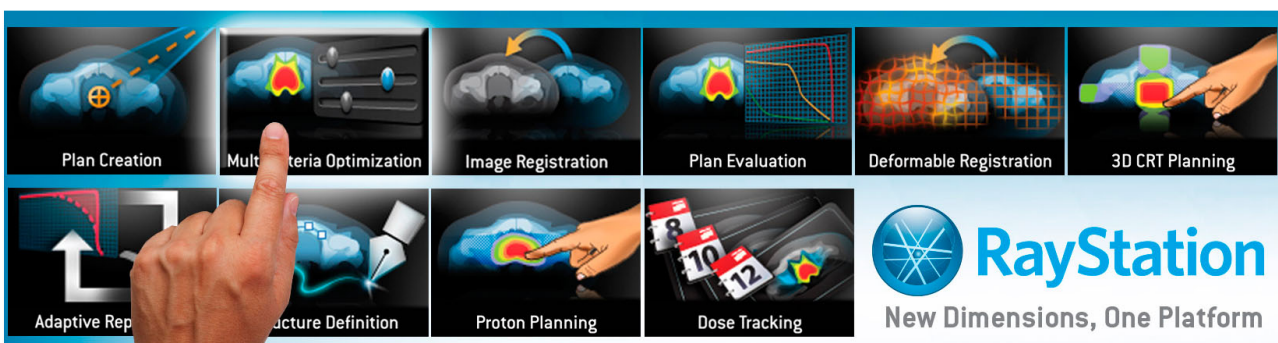 Plan Creation
Mult teria Optimization
Image Registration
Plan Evaluation
Deformable Registration
3D CRT Planning
Adaptive Rep
ucture Definition
Proton Planning
8
10
12
Dose Tracking
RayStation
New Dimensions, One Platform